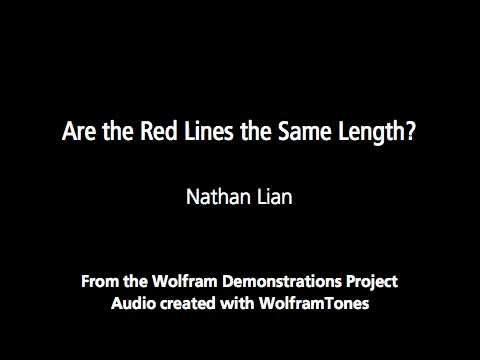 Are the Red Lines the Same Length?
Nathan Lian
From the Wolfram Demonstrations Project
Audio created with WolframTones